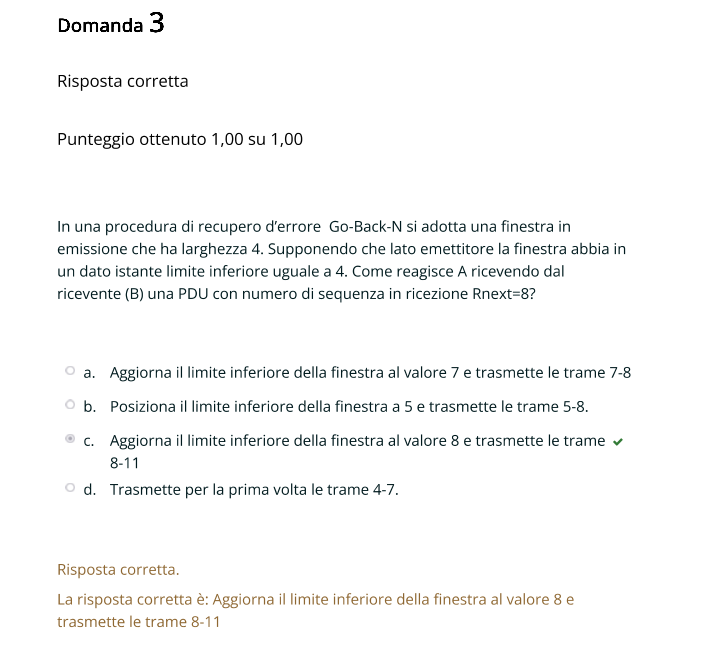 Domanda 3
Risposta corretta
Punteggio ottenuto 1,00 su 1,00
In una procedura di recupero d’errore  Go-Back-N si adotta una finestra in
emissione che ha larghezza 4. Supponendo che lato emettitore la finestra abbia in
un dato istante limite inferiore uguale a 4. Come reagisce A ricevendo dal
ricevente (B) una PDU con numero di sequenza in ricezione Rnext=8?
a. Aggiorna il limite inferiore della finestra al valore 7 e trasmette le trame 7-8
b. Posiziona il limite inferiore della finestra a 5 e trasmette le trame 5-8.
c. Aggiorna il limite inferiore della finestra al valore 8 e trasmette le trame ✔
8-11
d. Trasmette per la prima volta le trame 4-7.
Risposta corretta.
La risposta corretta è: Aggiorna il limite inferiore della finestra al valore 8 e
trasmette le trame 8-11